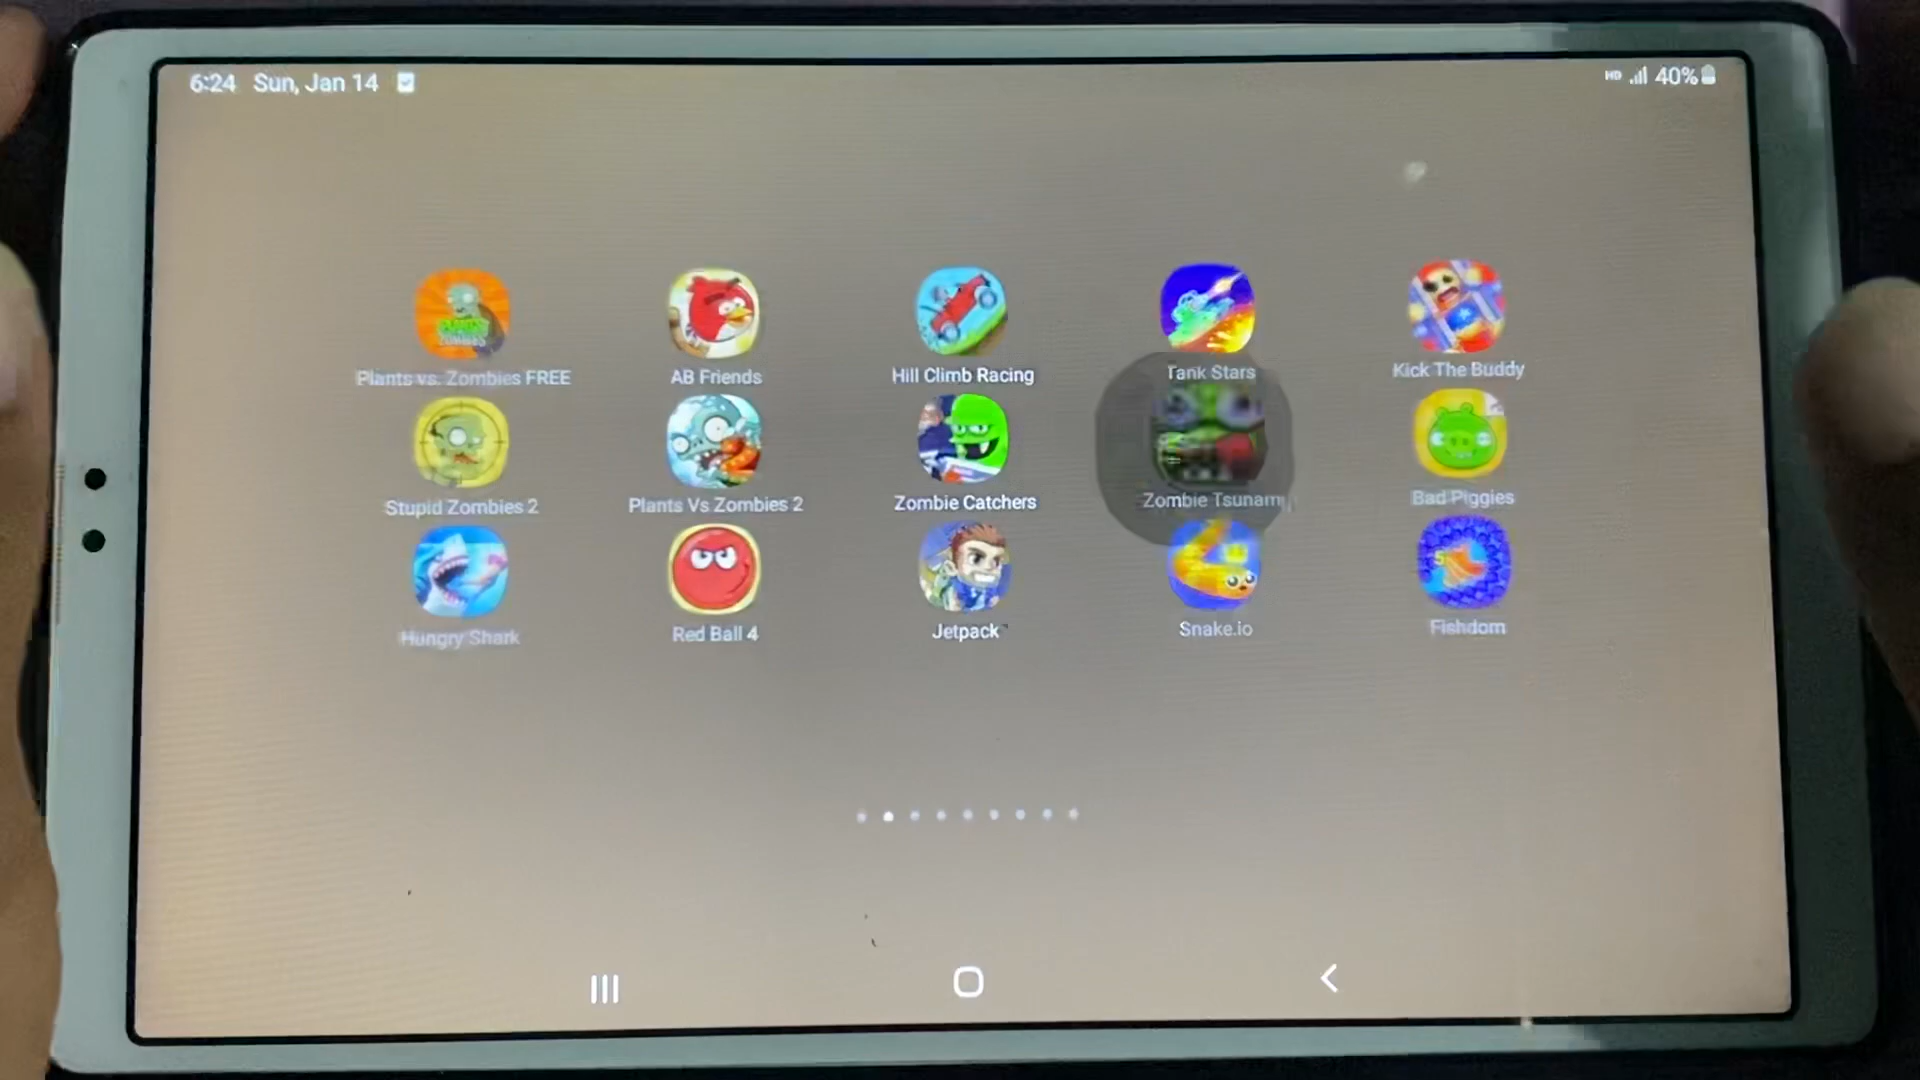 6:24 Sun, Jan 14
HD 40%
Plants vs. Zombies FREE
AB Friends
Hill Climb Racing
Tank Stars
Kick The Buddy
Stupid Zombies 2
Plants Vs Zombies 2
Zombie Catchers
Zombie Tsunami
Bad Piggies
Hungry Shark
Red Ball 4
Jetpack
Snake.io
Fishdom